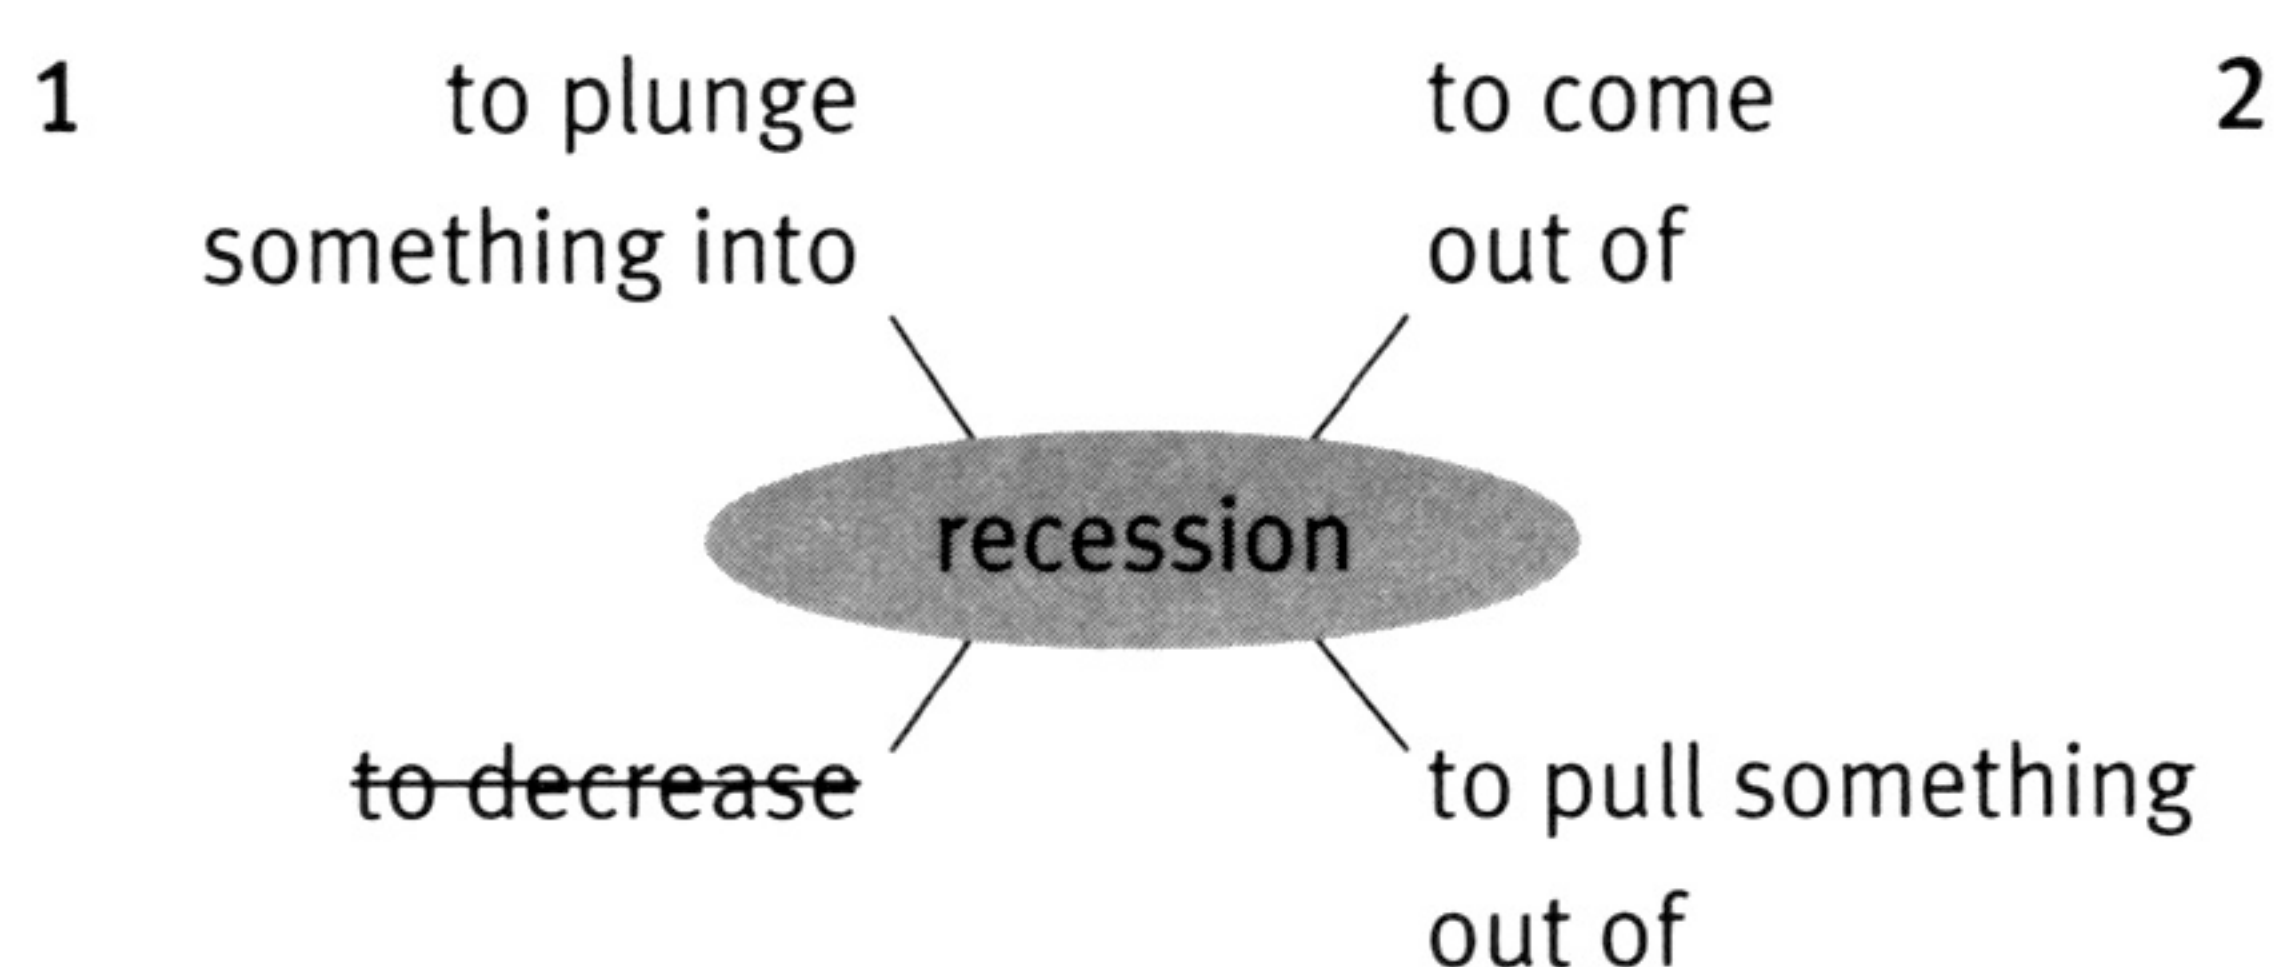 1
to plunge
something into
to come
out of
2
recession
to decrease
to pull something
out of